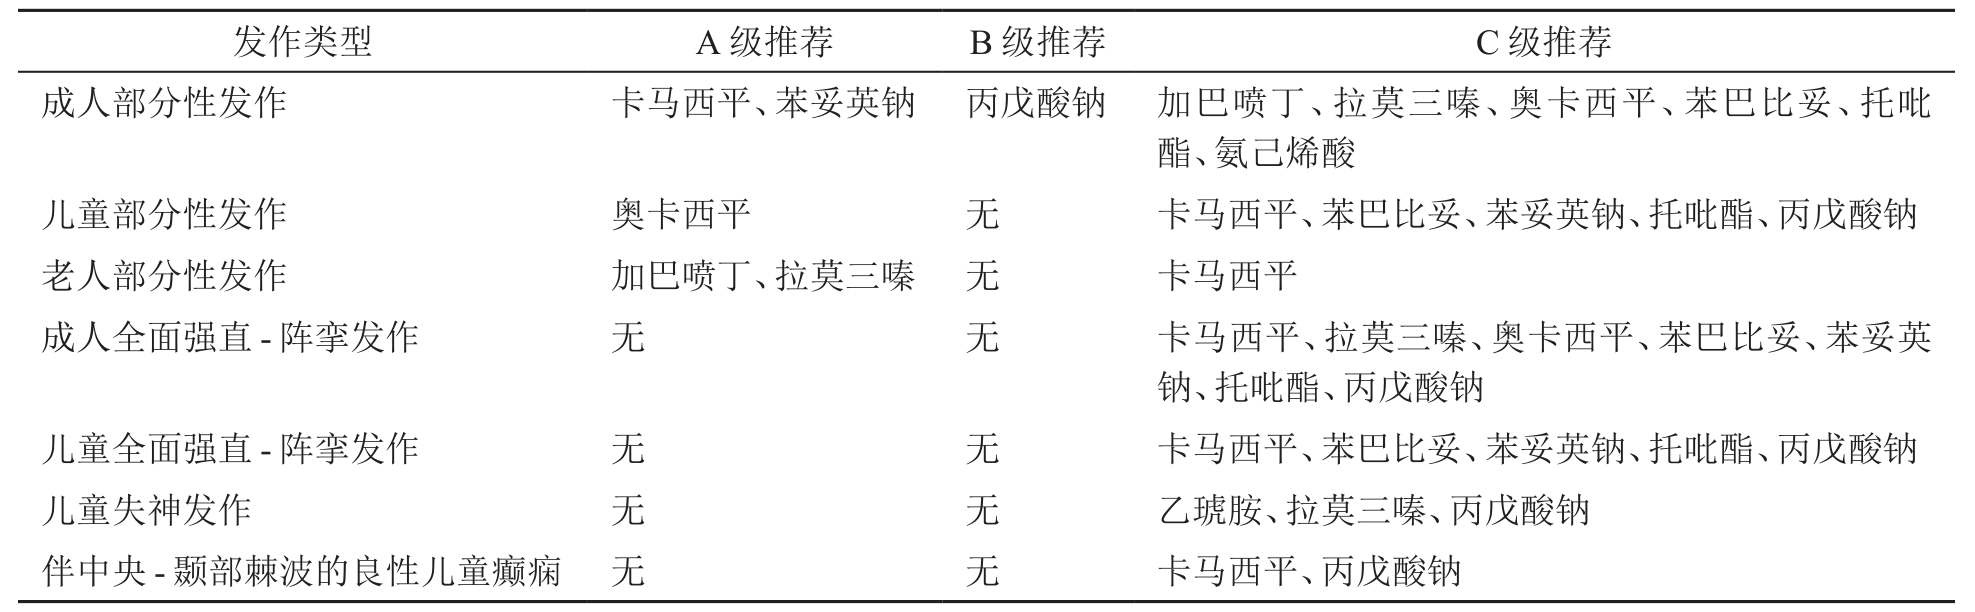 发作类型 A 级推荐 B 级推荐 C 级推荐
成人部分性发作 卡马西平、苯妥英钠 丙戊酸钠 加巴喷丁、拉莫三嗪、奥卡西平、苯巴比妥、托吡
酯、氨己烯酸
儿童部分性发作 奥卡西平 无 卡马西平、苯巴比妥、苯妥英钠、托吡酯、丙戊酸钠
老人部分性发作 加巴喷丁、拉莫三嗪 无 卡马西平
成人全面强直 - 阵挛发作 无 无 卡马西平、拉莫三嗪、奥卡西平、苯巴比妥、苯妥英
钠、托吡酯、丙戊酸钠
儿童全面强直 - 阵挛发作 无 无 卡马西平、苯巴比妥、苯妥英钠、托吡酯、丙戊酸钠
儿童失神发作 无 无 乙琥胺、拉莫三嗪、丙戊酸钠
伴中央 - 颞部棘波的良性儿童癫痫 无 无 卡马西平、丙戊酸钠